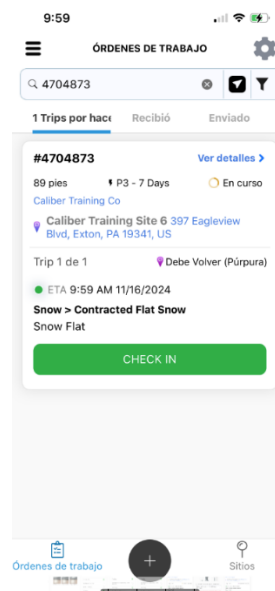 9:59
ÓRDENES DE TRABAJO
4704873
1 Trips por hace Recibió Enviado
#4704873 Ver detalles >
89 pies P3 - 7 Days En curso
Caliber Training Co
Caliber Training Site 6 397 Eagleview
Blvd, Exton, PA 19341, US
Trip 1 de 1 Debe Volver (Púrpura)
ETA 9:59 AM 11/16/2024
Snow > Contracted Flat Snow
Snow Flat
CHECK IN
Órdenes de trabajo + Sitios